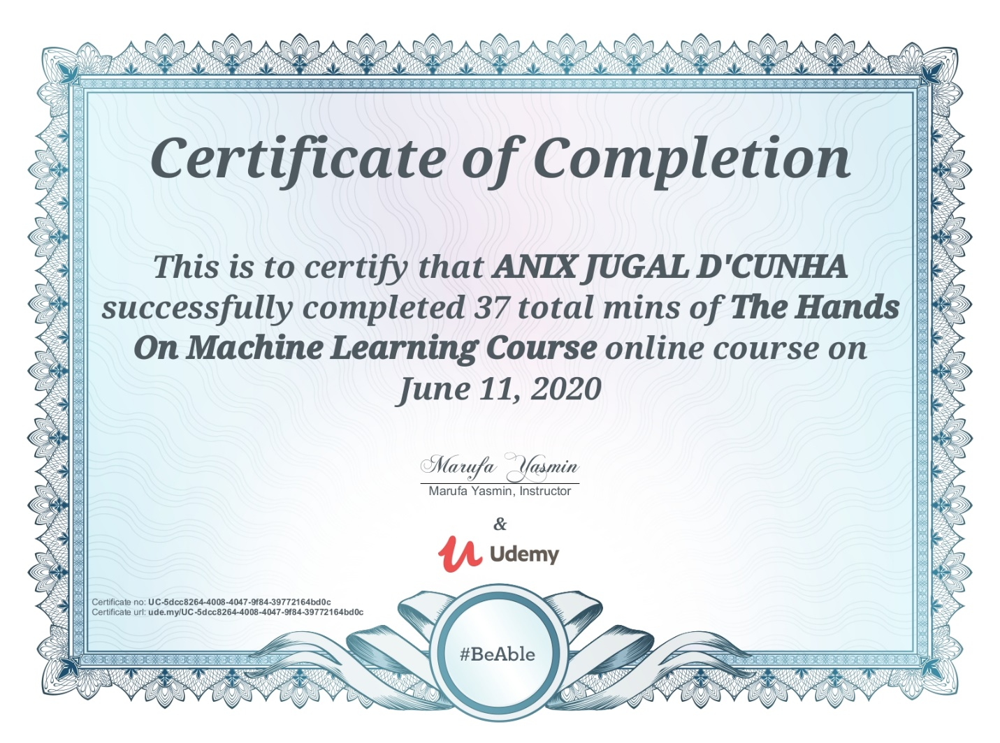 Certificate of Completion
This is to certify that ANIX JUGAL D'CUNHA
successfully completed 37 total mins of The Hands
On Machine Learning Course online course on
June 11, 2020
Marufa Yasmin
Marufa Yasmin, Instructor
&
Udemy
Certificate no: UC-5dcc8264-4008-4047-9f84-39772164bd0c
Certificate url: ude.my/UC-5dcc8264-4008-4047-9f84-39772164bd0c
#BeAble